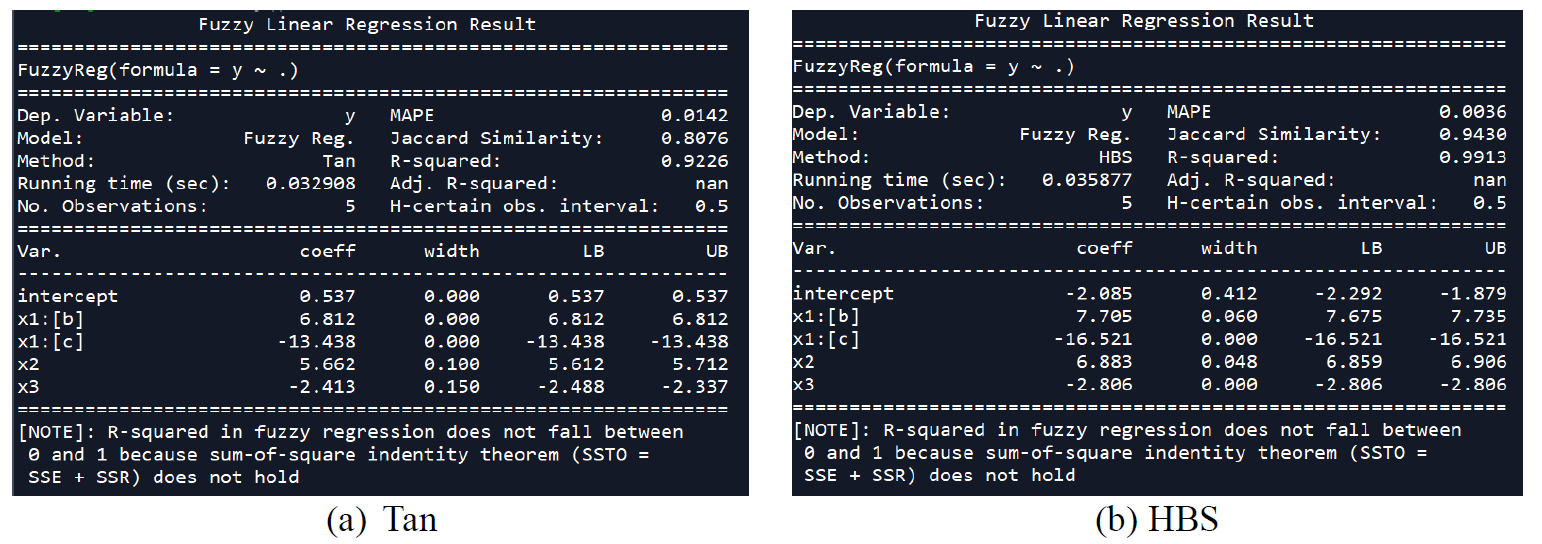 Fuzzy Linear Regression Result
================================================================
FuzzyReg(formula = y ~ .)
================================================================
Dep. Variable: y MAPE 0.0142
Model: Fuzzy Reg. Jaccard Similarity: 0.8076
Method: Tan R-squared: 0.9226
Running time (sec): 0.032908 Adj. R-squared: nan
No. Observations: 5 H-certain obs. interval: 0.5
================================================================
Var. coeff width LB UB
----------------------------------------------------------------
intercept 0.537 0.000 0.537 0.537
x1:[b] 6.812 0.000 6.812 6.812
x1:[c] -13.438 0.000 -13.438 -13.438
x2 5.662 0.100 5.612 5.712
x3 -2.413 0.150 -2.488 -2.337
================================================================
[NOTE]: R-squared in fuzzy regression does not fall between
0 and 1 because sum-of-square indentity theorem (SSTO =
SSE + SSR) does not hold
(a) Tan
Fuzzy Linear Regression Result
================================================================
FuzzyReg(formula = y ~ .)
================================================================
Dep. Variable: y MAPE 0.0036
Model: Fuzzy Reg. Jaccard Similarity: 0.9430
Method: HBS R-squared: 0.9913
Running time (sec): 0.035877 Adj. R-squared: nan
No. Observations: 5 H-certain obs. interval: 0.5
================================================================
Var. coeff width LB UB
----------------------------------------------------------------
intercept -2.085 0.412 -2.292 -1.879
x1:[b] 7.705 0.060 7.675 7.735
x1:[c] -16.521 0.000 -16.521 -16.521
x2 6.883 0.048 6.859 6.906
x3 -2.806 0.000 -2.806 -2.806
================================================================
[NOTE]: R-squared in fuzzy regression does not fall between
0 and 1 because sum-of-square indentity theorem (SSTO =
SSE + SSR) does not hold
(b) HBS